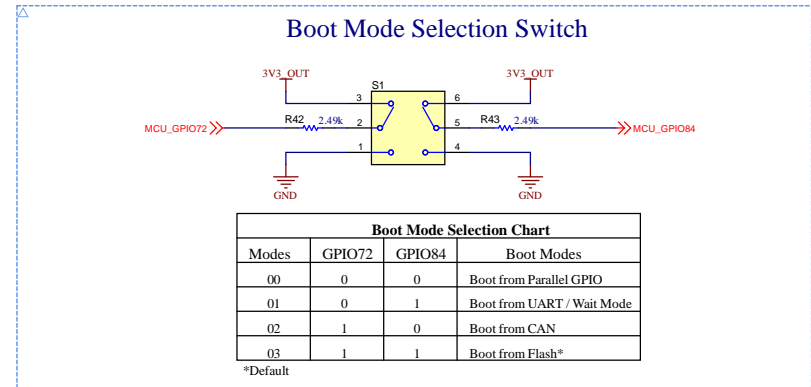 Boot Mode Selection Switch
3V3_OUT 3V3_OUT
S1
3 6
MCU_GPIO72 R42 2.49k 2 5 R43 2.49k MCU_GPIO84
1 4
GND GND
Boot Mode Selection Chart
Modes GPIO72 GPIO84 Boot Modes
00 0 0 Boot from Parallel GPIO
01 0 1 Boot from UART / Wait Mode
02 1 0 Boot from CAN
03 1 1 Boot from Flash*
*Default